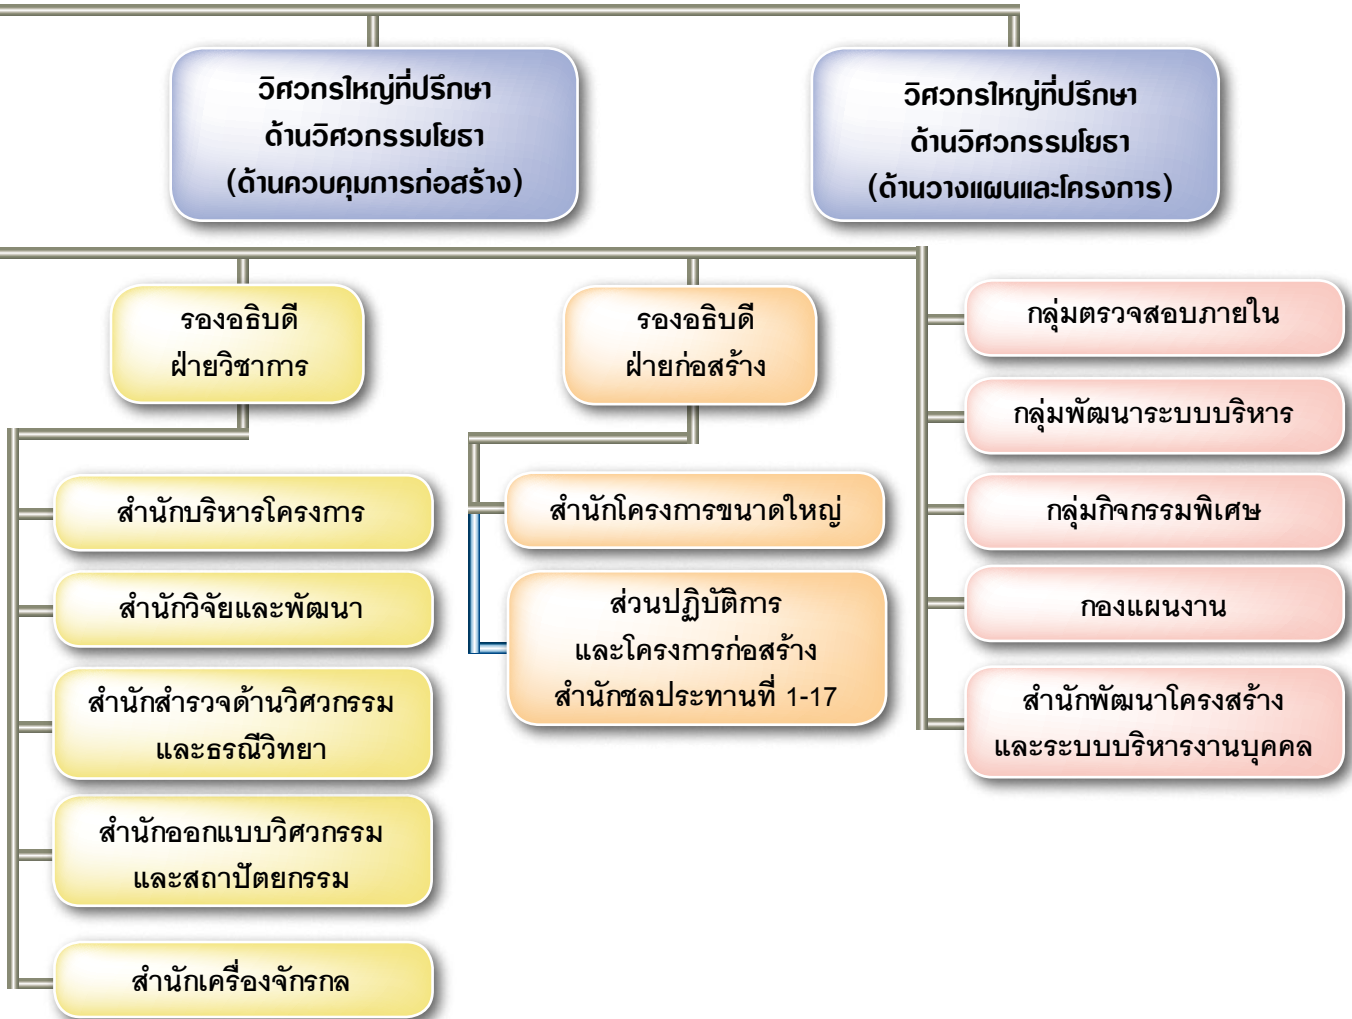 วิศวกรใหญ่ที่ปรึกษา
ด้านวิศวกรรมโยธา
(ด้านควบคุมการก่อสร้าง)
วิศวกรใหญ่ที่ปรึกษา
ด้านวิศวกรรมโยธา
(ด้านวางแผนและโครงการ)
รองอธิบดี
ฝ่ายวิชาการ
สำนักบริหารโครงการ
สำนักวิจัยและพัฒนา
สำนักสำรวจด้านวิศวกรรม
และธรณีวิทยา
สำนักออกแบบวิศวกรรม
และสถาปัตยกรรม
สำนักเครื่องจักรกล
รองอธิบดี
ฝ่ายก่อสร้าง
สำนักโครงการขนาดใหญ่
ส่วนปฏิบัติการ
และโครงการก่อสร้าง
สำนักชลประทานที่ 1-17
กลุ่มตรวจสอบภายใน
กลุ่มพัฒนาระบบบริหาร
กลุ่มกิจกรรมพิเศษ
กองแผนงาน
สำนักพัฒนาโครงสร้าง
และระบบบริหารงานบุคคล